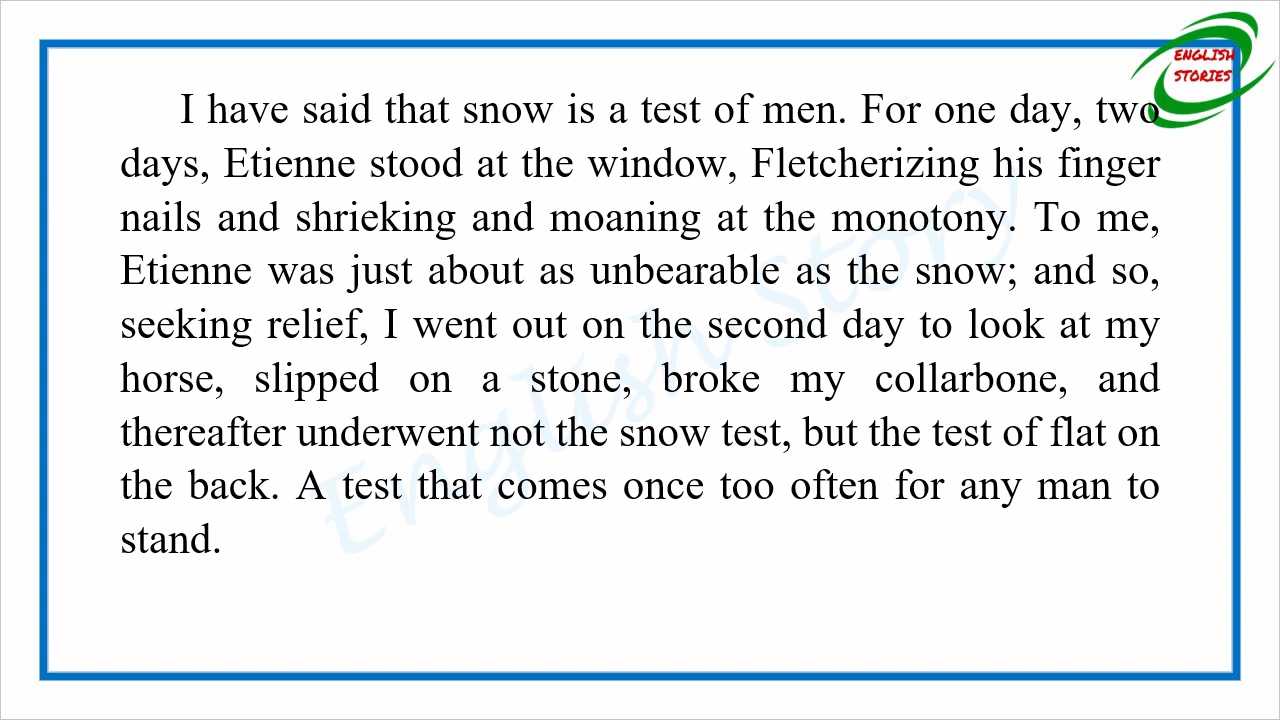 ENGLISH
STORIES
I have said that snow is a test of men. For one day, two
days, Etienne stood at the window, Fletcherizing his finger
nails and shrieking and moaning at the monotony. To me,
Etienne was just about as unbearable as the snow; and so,
seeking relief, I went out on the second day to look at my
horse, slipped on a stone, broke my collarbone, and
thereafter underwent not the snow test, but the test of flat on
the back. A test that comes once too often for any man to
stand.
English Story